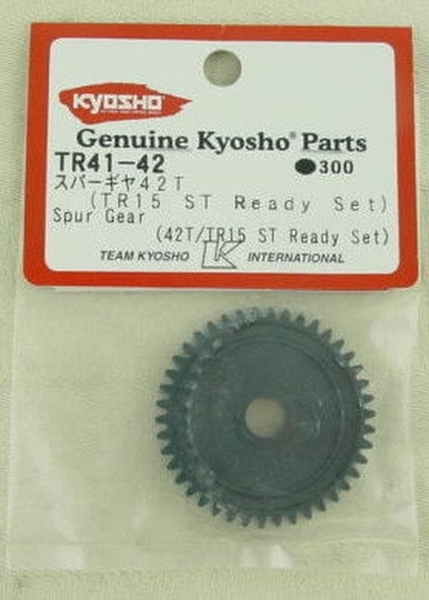 KYOSHO
Genuine Kyosho® Parts
TR41-42 ●300
スパーギヤ42T
(TR15 ST Ready Set)
Spur Gear
(42T/TR15 ST Ready Set)
TEAM KYOSHO K INTERNATIONAL